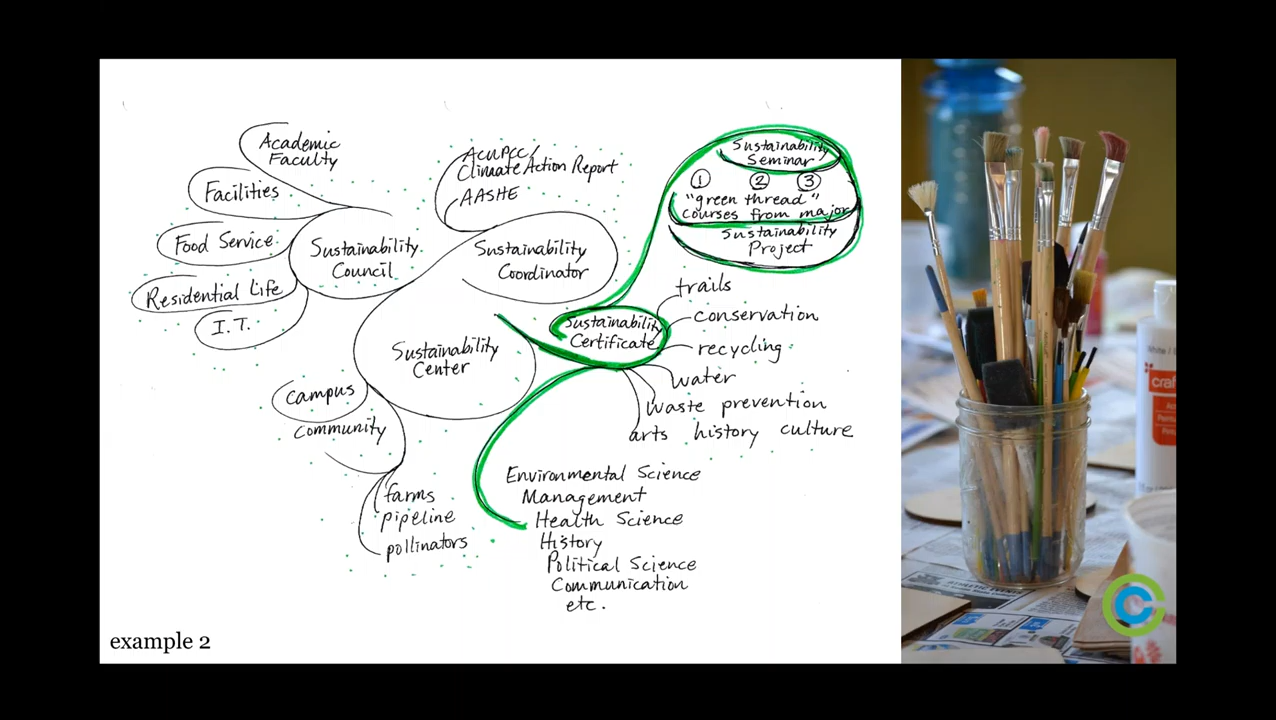 Academic
Faculty
Facilities
Food Service
Residential Life
I.T.
Sustainability
Council
ACUPCC/
Climate Action Report
AASHE
Sustainability
Coordinator
Sustainability
Seminar
1 2 3
"green thread"
courses from major
Sustainability
Project
Sustainability
Certificate
trails
conservation
recycling
water
waste prevention
arts history culture
Sustainability
Center
Campus
Community
farms
pipeline
pollinators
Environmental Science
Management
Health Science
History
Political Science
Communication
etc.
example 2